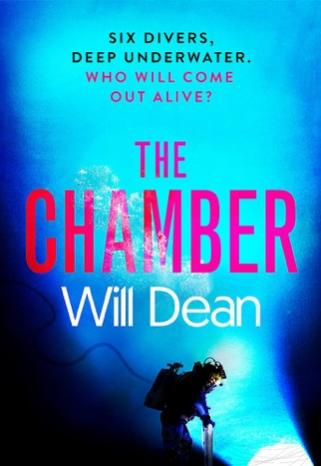 SIX DIVERS,
DEEP UNDERWATER.
WHO WILL COME
OUT ALIVE?
THE
CHAMBER
Will Dean